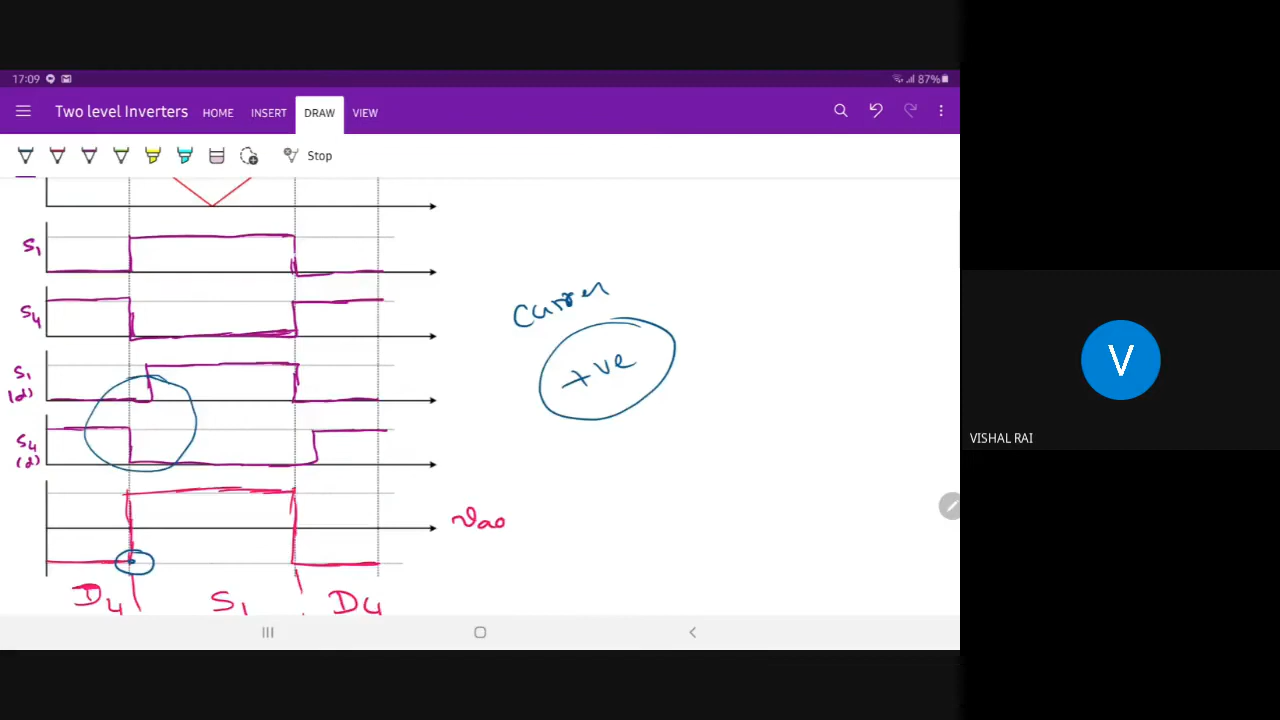 17:09
87%
Two level Inverters HOME INSERT DRAW VIEW
Stop
S1
S4
S1
(d)
S4
(d)
Curren
+ve
vao
D4 S1 D4
V
VISHAL RAI